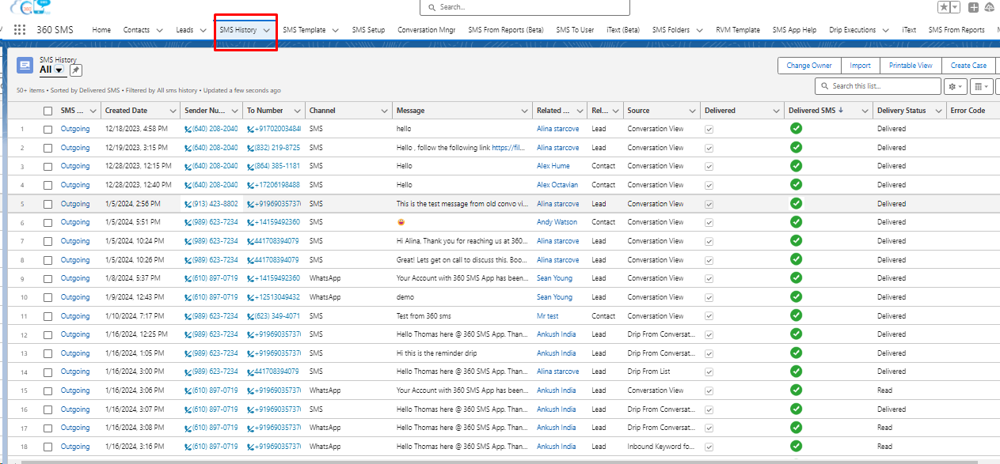 Search...
360 SMS Home Contacts Leads SMS History SMS Template SMS Setup Conversation Mngr SMS From Reports (Beta) SMS To User iText (Beta) SMS Folders RVM Template SMS App Help Drip Executions iText SMS From Reports
SMS History
All
Change Owner Import Printable View Create Case
50+ items • Sorted by Delivered SMS • Filtered by All sms history • Updated a few seconds ago
Search this list...
SMS ... Created Date Sender Nu... To Number Channel Message Related ... Rel... Source Delivered Delivered SMS ↓ Delivery Status Error Code
1 Outgoing 12/18/2023, 4:58 PM (640) 208-2040 +91702003484 SMS hello Alina starcove Lead Conversation View Delivered
2 Outgoing 12/19/2023, 3:15 PM (640) 208-2040 (832) 219-8725 SMS Hello , follow the following link https://fil... Alina starcove Lead Conversation View Delivered
3 Outgoing 12/28/2023, 12:15 PM (640) 208-2040 (864) 385-1181 SMS Hello Alex Hume Contact Conversation View Delivered
4 Outgoing 12/28/2023, 12:40 PM (640) 208-2040 +17206198488 SMS Hello Alex Octavian Contact Conversation View Delivered
5 Outgoing 1/5/2024, 2:56 PM (913) 423-8802 +9196903573 SMS This is the test message from old convo vi... Alina starcove Lead Conversation View Delivered
6 Outgoing 1/5/2024, 5:51 PM (989) 623-7234 +14159492360 SMS 😀 Andy Watson Contact Conversation View Delivered
7 Outgoing 1/5/2024, 10:24 PM (989) 623-7234 441708394079 SMS Hi Alina, Thank you for reaching us at 360... Alina starcove Lead Conversation View Delivered
8 Outgoing 1/5/2024, 10:26 PM (989) 623-7234 441708394079 SMS Great! Lets get on call to discuss this. Boo... Alina starcove Lead Conversation View Delivered
9 Outgoing 1/8/2024, 5:37 PM (610) 897-0719 +14159492360 WhatsApp Your Account with 360 SMS App has been... Sean Young Lead Conversation View Delivered
10 Outgoing 1/9/2024, 12:43 PM (610) 897-0719 +12513049432 WhatsApp demo Sean Young Lead Conversation View Delivered
11 Outgoing 1/10/2024, 7:17 PM (989) 623-7234 (623) 349-4071 SMS Test from 360 sms Mr test Contact Conversation View Delivered
12 Outgoing 1/16/2024, 12:25 PM (989) 623-7234 +9196903573 SMS Hello Thomas here @ 360 SMS App. Than... Ankush India Lead Drip From Conversat... Delivered
13 Outgoing 1/16/2024, 1:05 PM (989) 623-7234 +9196903573 SMS Hi this is the reminder drip Ankush India Lead Drip From Conversat... Delivered
14 Outgoing 1/16/2024, 3:00 PM (989) 623-7234 441708394079 SMS Hello Thomas here @ 360 SMS App. Than... Alina starcove Lead Drip From List Delivered
15 Outgoing 1/16/2024, 3:06 PM (610) 897-0719 +9196903573 WhatsApp Your Account with 360 SMS App has been... Ankush India Lead Conversation View Read
16 Outgoing 1/16/2024, 3:07 PM (610) 897-0719 +9196903573 SMS Hello Thomas here @ 360 SMS App. Than... Ankush India Lead Drip From Conversat... Delivered
17 Outgoing 1/16/2024, 3:08 PM (610) 897-0719 +9196903573 WhatsApp Hello Thomas here @ 360 SMS App. Than... Ankush India Lead Drip From Conversat... Read
18 Outgoing 1/16/2024, 3:16 PM (610) 897-0719 +9196903573 WhatsApp Hello Thomas here @ 360 SMS App. Than... Ankush India Lead Inbound Keyword fo... Read